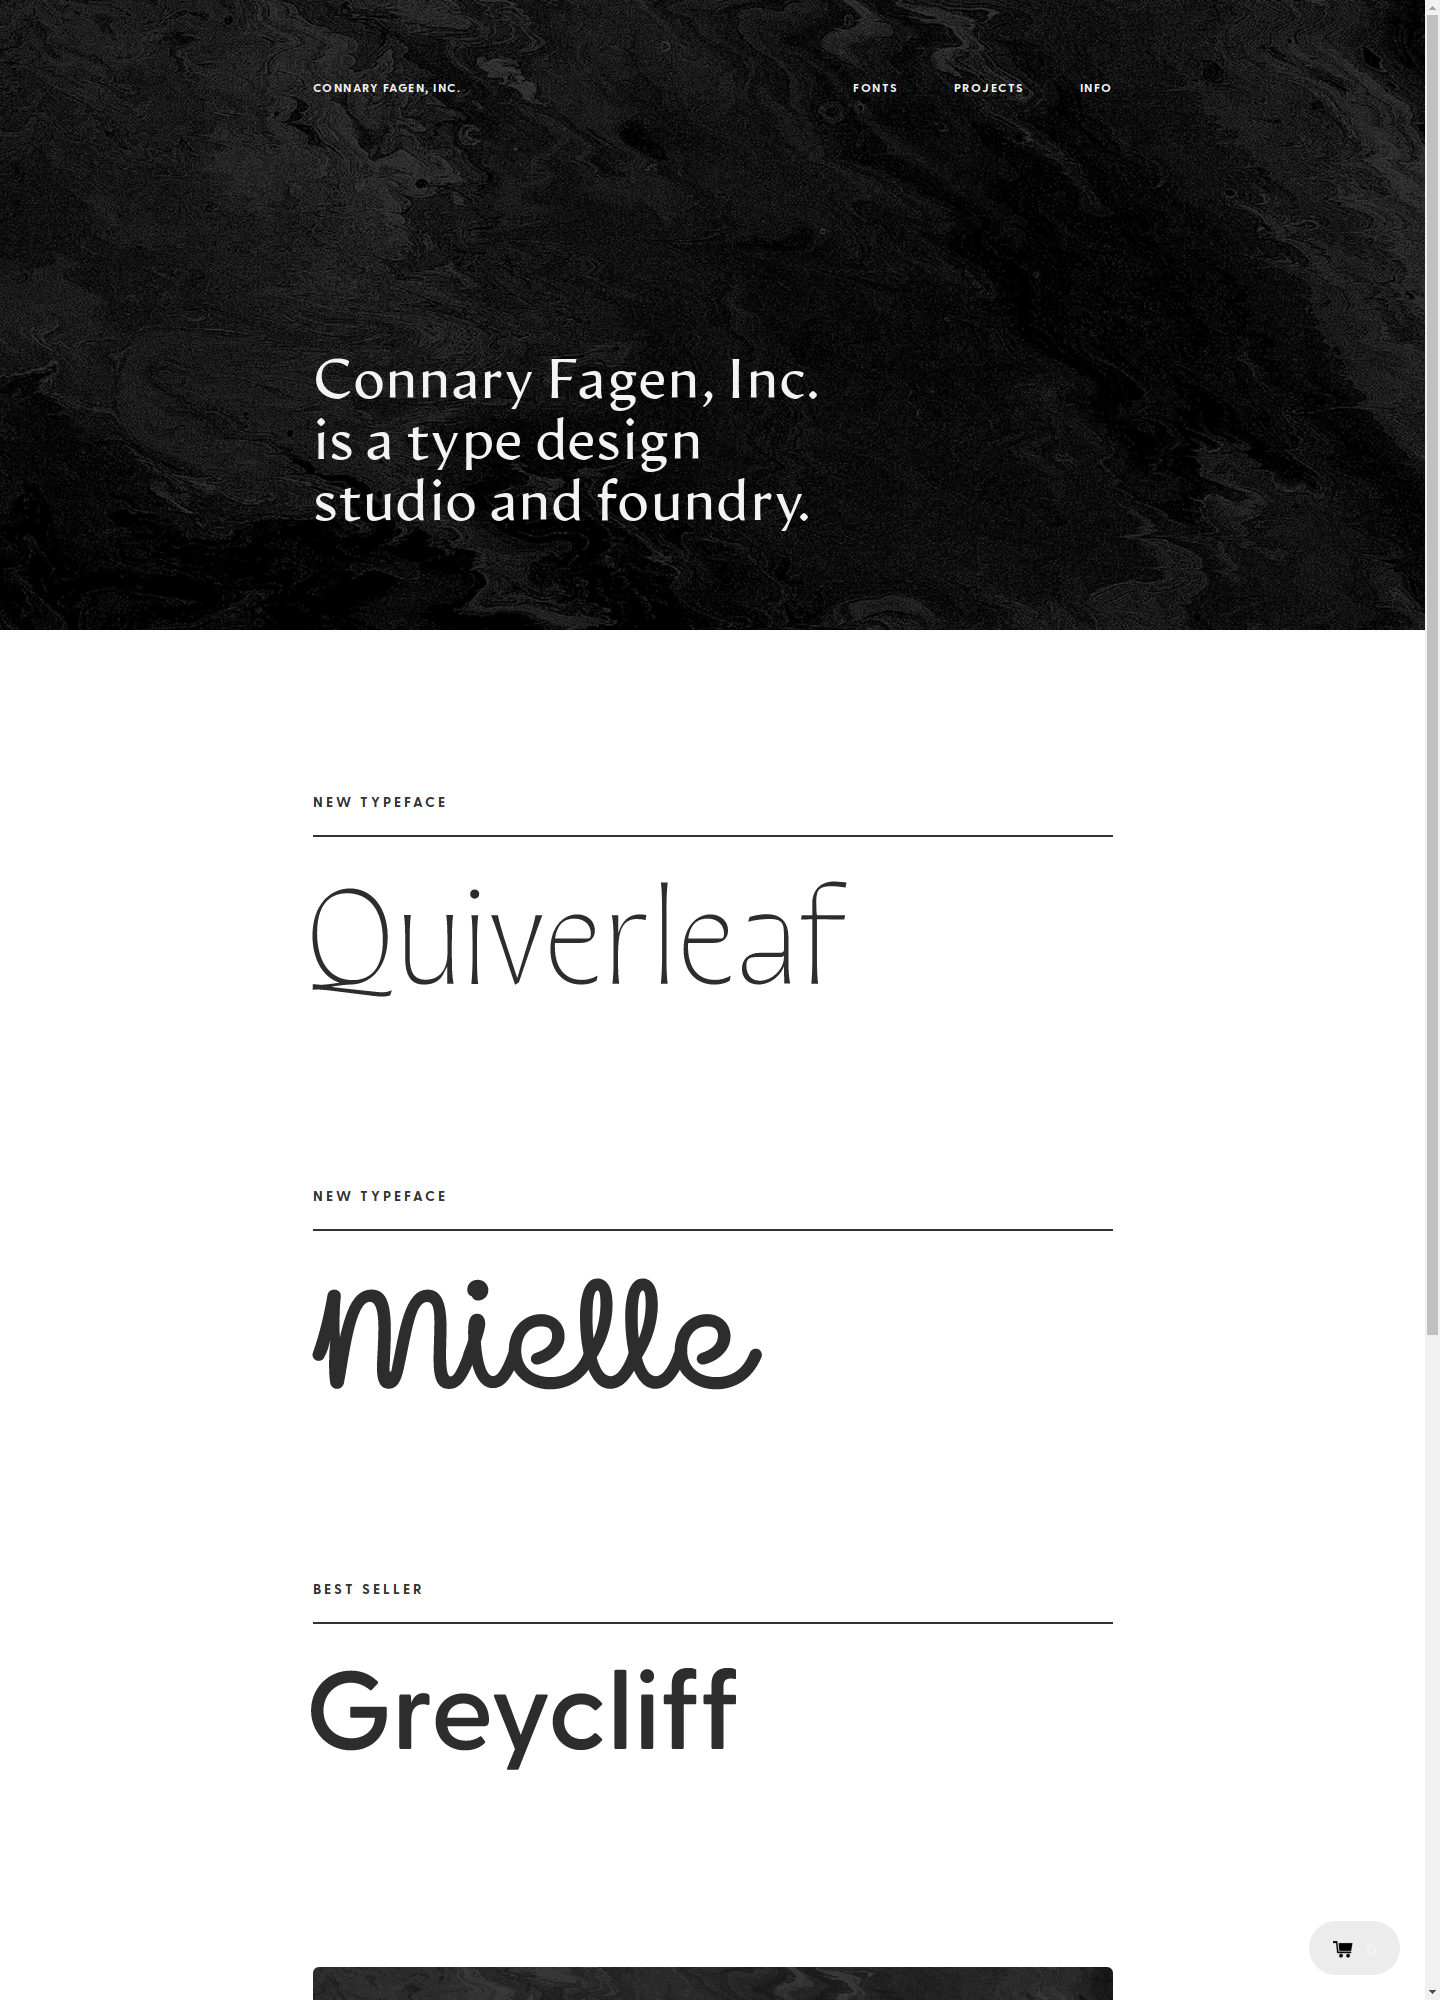 CONNARY FAGEN, INC.
FONTS PROJECTS INFO
Connary Fagen, Inc.
is a type design
studio and foundry.
NEW TYPEFACE
Quiverleaf
NEW TYPEFACE
Mielle
BEST SELLER
Greycliff
0